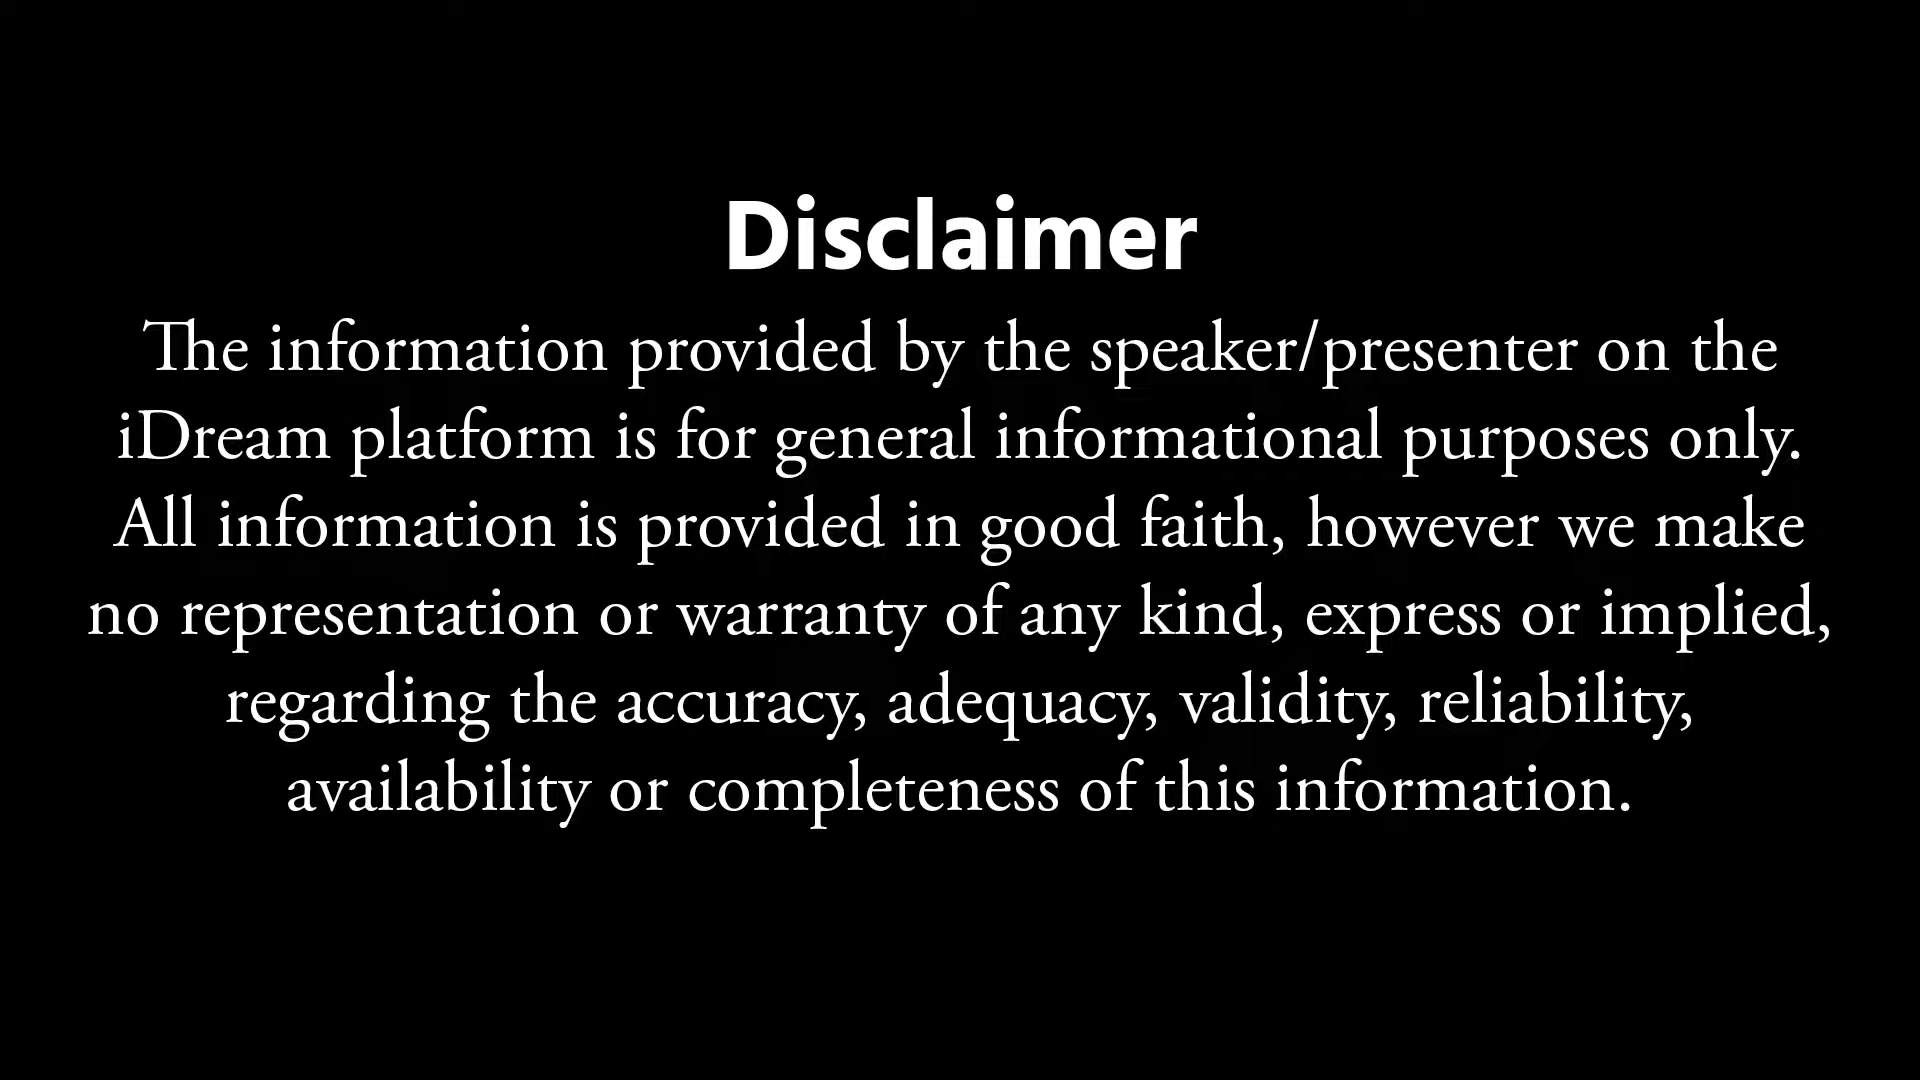 Disclaimer
The information provided by the speaker/presenter on the
iDream platform is for general informational purposes only.
All information is provided in good faith, however we make
no representation or warranty of any kind, express or implied,
regarding the accuracy, adequacy, validity, reliability,
availability or completeness of this information.